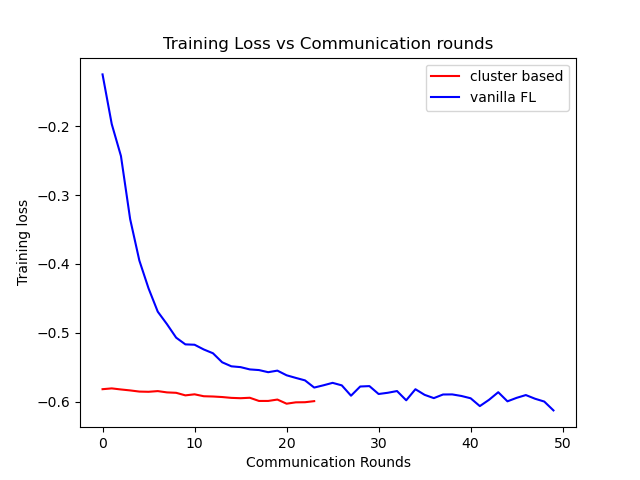 Training Loss vs Communication rounds
cluster based
vanilla FL
Training loss
−0.2
−0.3
−0.4
−0.5
−0.6
0 10 20 30 40 50
Communication Rounds